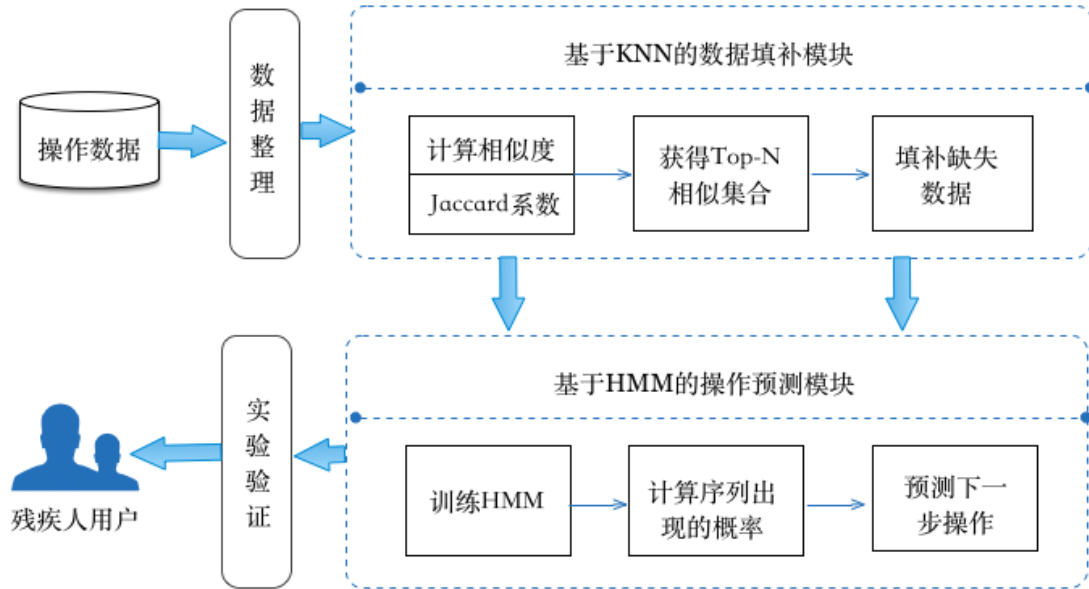 操作数据
数
据
整
理
基于KNN的数据填补模块
计算相似度
Jaccard系数
获得Top-N
相似集合
填补缺失
数据
基于HMM的操作预测模块
训练HMM
计算序列出
现的概率
预测下一
步操作
实
验
验
证
残疾人用户